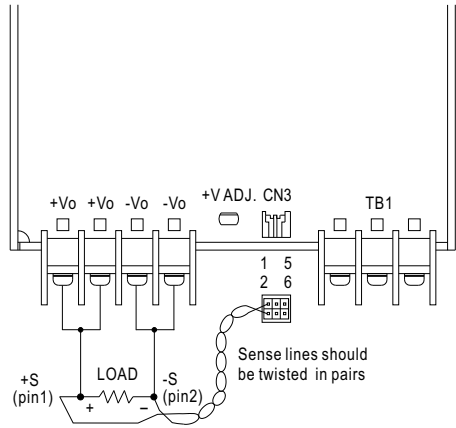 +Vo +Vo -Vo -Vo +V ADJ. CN3 TB1
1 5
2 6
Sense lines should
be twisted in pairs
+S
(pin1)
LOAD
-S
(pin2)
+ −